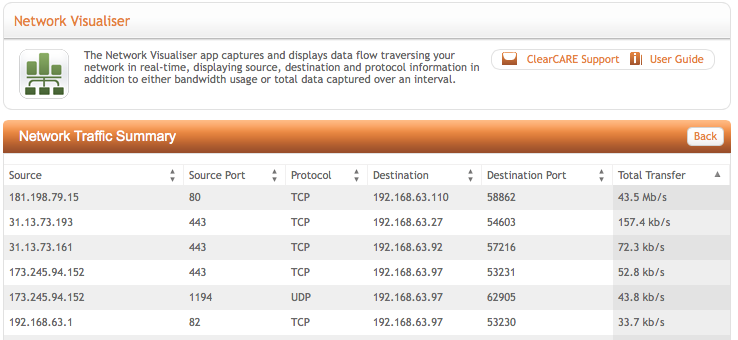 Network Visualiser
The Network Visualiser app captures and displays data flow traversing your
network in real-time, displaying source, destination and protocol information in
addition to either bandwidth usage or total data captured over an interval.
ClearCARE Support User Guide
Network Traffic Summary Back
Source Source Port Protocol Destination Destination Port Total Transfer
181.198.79.15 80 TCP 192.168.63.110 58862 43.5 Mb/s
31.13.73.193 443 TCP 192.168.63.27 54603 157.4 kb/s
31.13.73.161 443 TCP 192.168.63.92 57216 72.3 kb/s
173.245.94.152 443 TCP 192.168.63.97 53231 52.8 kb/s
173.245.94.152 1194 UDP 192.168.63.97 62905 43.8 kb/s
192.168.63.1 82 TCP 192.168.63.97 53230 33.7 kb/s